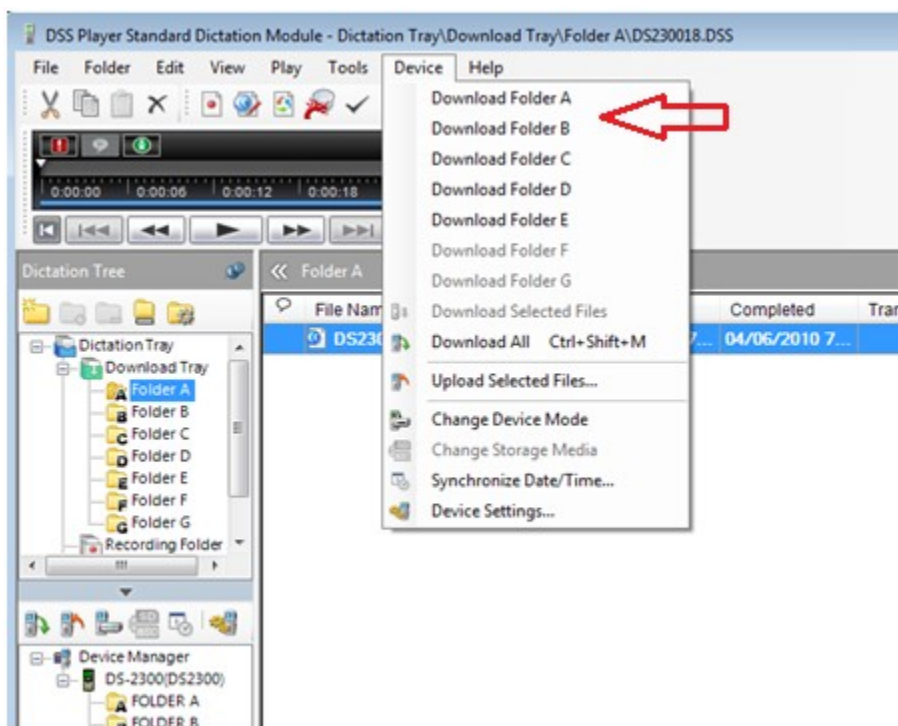 DSS Player Standard Dictation Module - Dictation Tray\Download Tray\Folder A\DS230018.DSS
File Folder Edit View Play Tools Device Help
0:00:00 0:00:06 0:00:12 0:00:18
Download Folder A
Download Folder B
Download Folder C
Download Folder D
Download Folder E
Download Folder F
Download Folder G
Download Selected Files
Download All Ctrl+Shift+M
Upload Selected Files...
Change Device Mode
Change Storage Media
Synchronize Date/Time...
Device Settings...
Dictation Tree
Folder A
File Nam Completed Tran
DS230 7... 04/06/2010 7...
Dictation Tray
Download Tray
A Folder A
B Folder B
C Folder C
D Folder D
E Folder E
F Folder F
G Folder G
Recording Folder
Device Manager
DS-2300(DS2300)
A FOLDER A
B FOLDER B